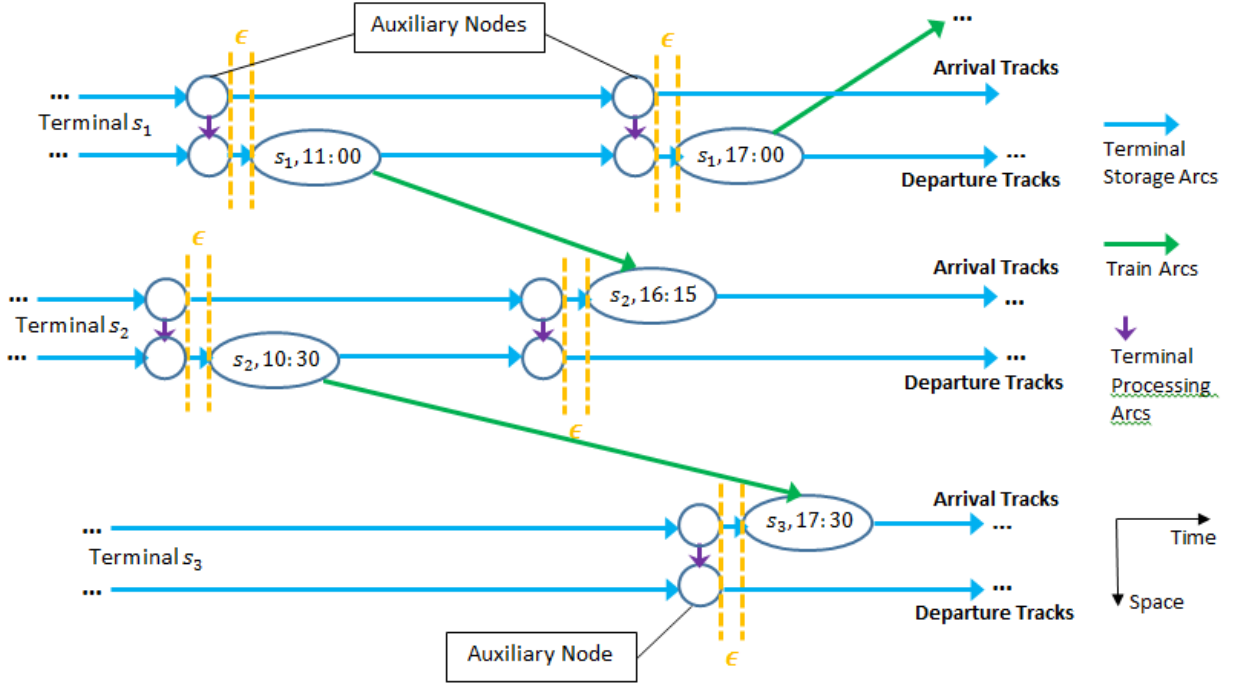 ...
Auxiliary Nodes
ϵ
ϵ
Arrival Tracks
...
Terminal s₁
...
s₁, 11:00
s₁, 17:00
...
Departure Tracks
Terminal
Storage Arcs
ϵ
ϵ
Arrival Tracks
Train Arcs
...
s₂, 16:15
...
Terminal s₂
...
s₂, 10:30
...
Departure Tracks
Terminal
Processing
Arcs
ϵ
Arrival Tracks
...
s₃, 17:30
...
Terminal s₃
Time
...
...
Departure Tracks
Space
Auxiliary Node
ϵ